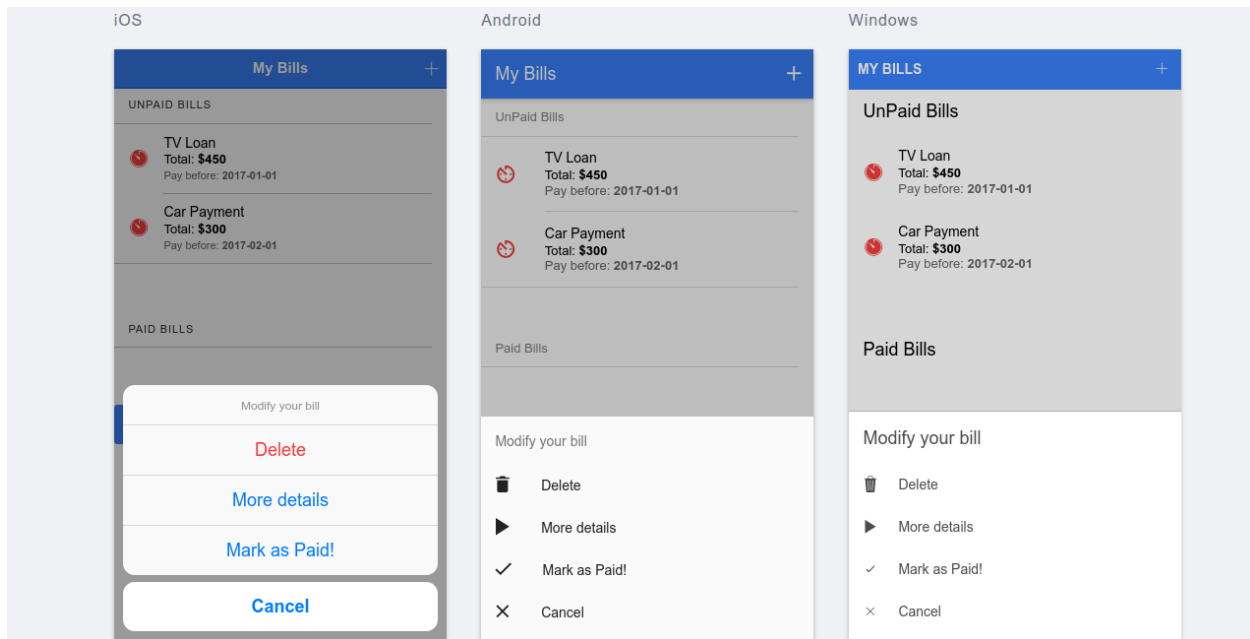 iOS
My Bills
UNPAID BILLS
TV Loan
Total: $450
Pay before: 2017-01-01
Car Payment
Total: $300
Pay before: 2017-02-01
PAID BILLS
Modify your bill
Delete
More details
Mark as Paid!
Cancel
Android
My Bills
UnPaid Bills
TV Loan
Total: $450
Pay before: 2017-01-01
Car Payment
Total: $300
Pay before: 2017-02-01
Paid Bills
Modify your bill
Delete
More details
Mark as Paid!
Cancel
Windows
MY BILLS
UnPaid Bills
TV Loan
Total: $450
Pay before: 2017-01-01
Car Payment
Total: $300
Pay before: 2017-02-01
Paid Bills
Modify your bill
Delete
More details
Mark as Paid!
Cancel